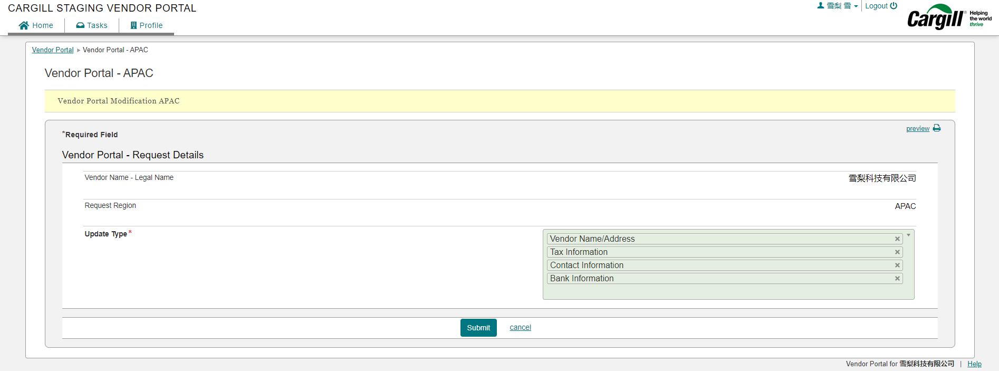 CARGILL STAGING VENDOR PORTAL
雪梨 雪
Logout
Cargill® Helping
the world
thrive
Home
Tasks
Profile
Vendor Portal ▸ Vendor Portal - APAC
Vendor Portal - APAC
Vendor Portal Modification APAC
preview
*Required Field
Vendor Portal - Request Details
Vendor Name - Legal Name 雪梨科技有限公司
Request Region APAC
Update Type*
Vendor Name/Address ×
Tax Information ×
Contact Information ×
Bank Information ×
Submit cancel
Vendor Portal for 雪梨科技有限公司 | Help